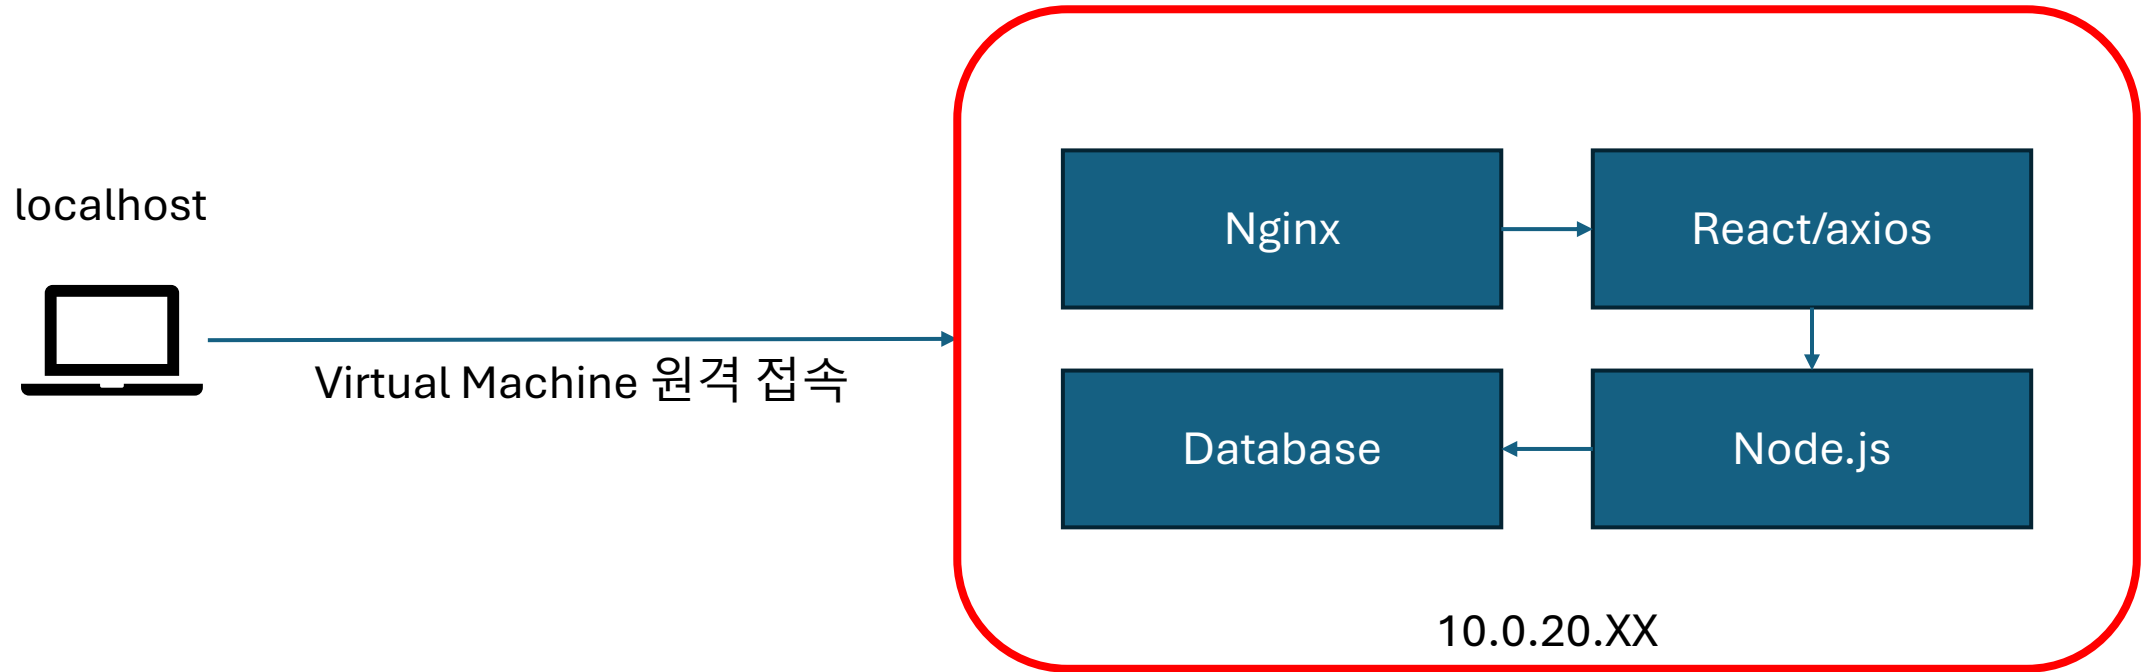 localhost
Virtual Machine 원격 접속
Nginx
React/axios
Database
Node.js
10.0.20.XX